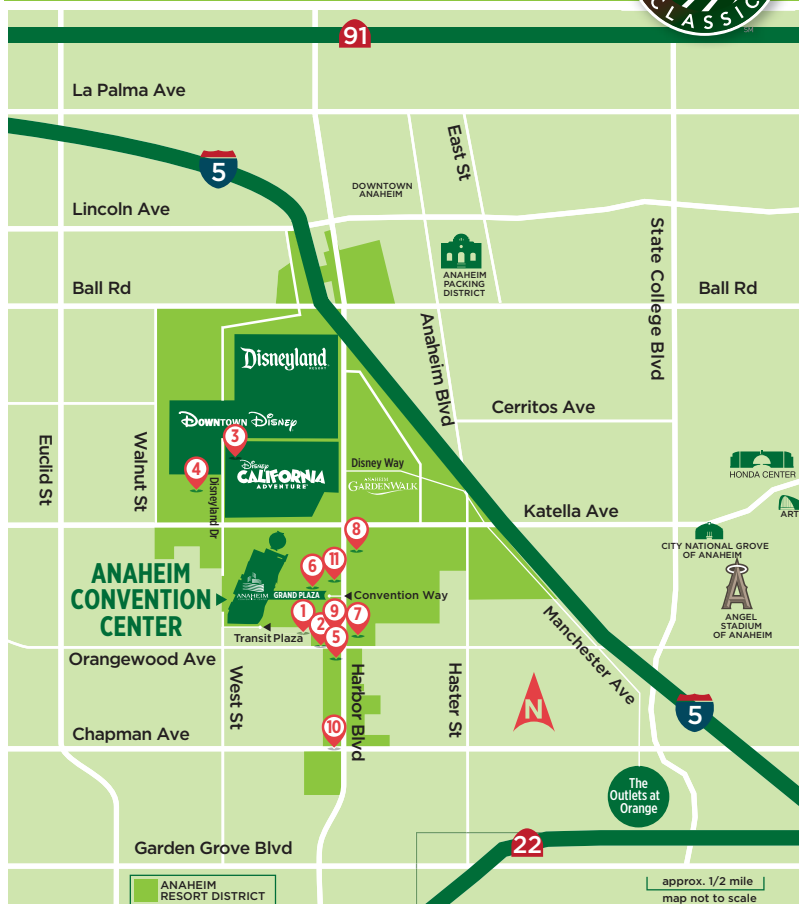 CLASSIC
SM
91
La Palma Ave
5
East St
DOWNTOWN
ANAHEIM
Lincoln Ave
State College Blvd
ANAHEIM
PACKING
DISTRICT
Ball Rd
Ball Rd
Anaheim Blvd
Disneyland
RESORT
DOWNTOWN DISNEY
Cerritos Ave
3
Euclid St
Walnut St
4
Disney
CALIFORNIA
ADVENTURE
Disney Way
ANAHEIM
GARDENWALK
HONDA CENTER
Disneyland Dr
Katella Ave
ART
8
CITY NATIONAL GROVE
OF ANAHEIM
ANAHEIM
CONVENTION
CENTER
6
11
ANAHEIM
GRAND PLAZA
Convention Way
ANGEL
STADIUM
OF ANAHEIM
1
2
9
7
5
Transit Plaza
Manchester Ave
Orangewood Ave
West St
Harbor Blvd
Haster St
N
5
10
Chapman Ave
The
Outlets at
Orange
Garden Grove Blvd
22
ANAHEIM
RESORT DISTRICT
approx. 1/2 mile
map not to scale